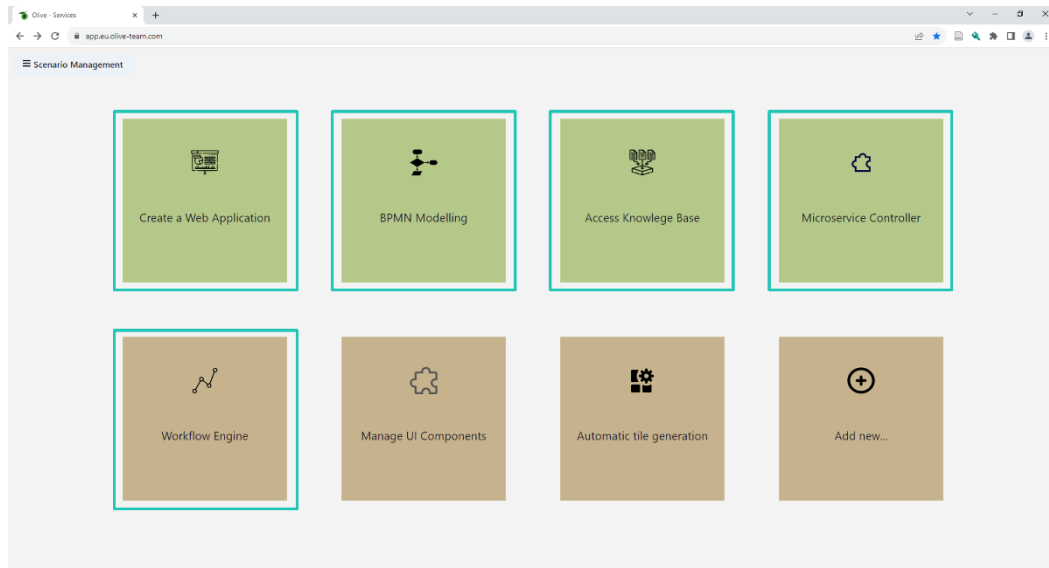 Olive - Services
app.eu.olive-team.com
Scenario Management
Create a Web Application
BPMN Modelling
Access Knowlege Base
Microservice Controller
Workflow Engine
Manage UI Components
Automatic tile generation
Add new...